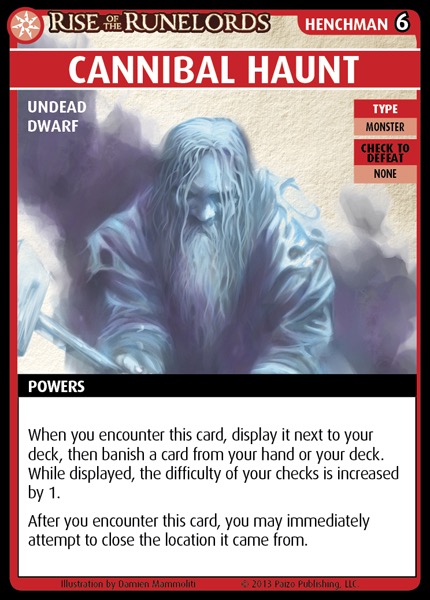 RISE OF THE RUNELORDS
HENCHMAN 6
CANNIBAL HAUNT
UNDEAD
DWARF
TYPE
MONSTER
CHECK TO
DEFEAT
NONE
POWERS
When you encounter this card, display it next to your
deck, then banish a card from your hand or your deck.
While displayed, the difficulty of your checks is increased
by 1.
After you encounter this card, you may immediately
attempt to close the location it came from.
Illustration by Damien Mammoliti © 2013 Paizo Publishing, LLC.